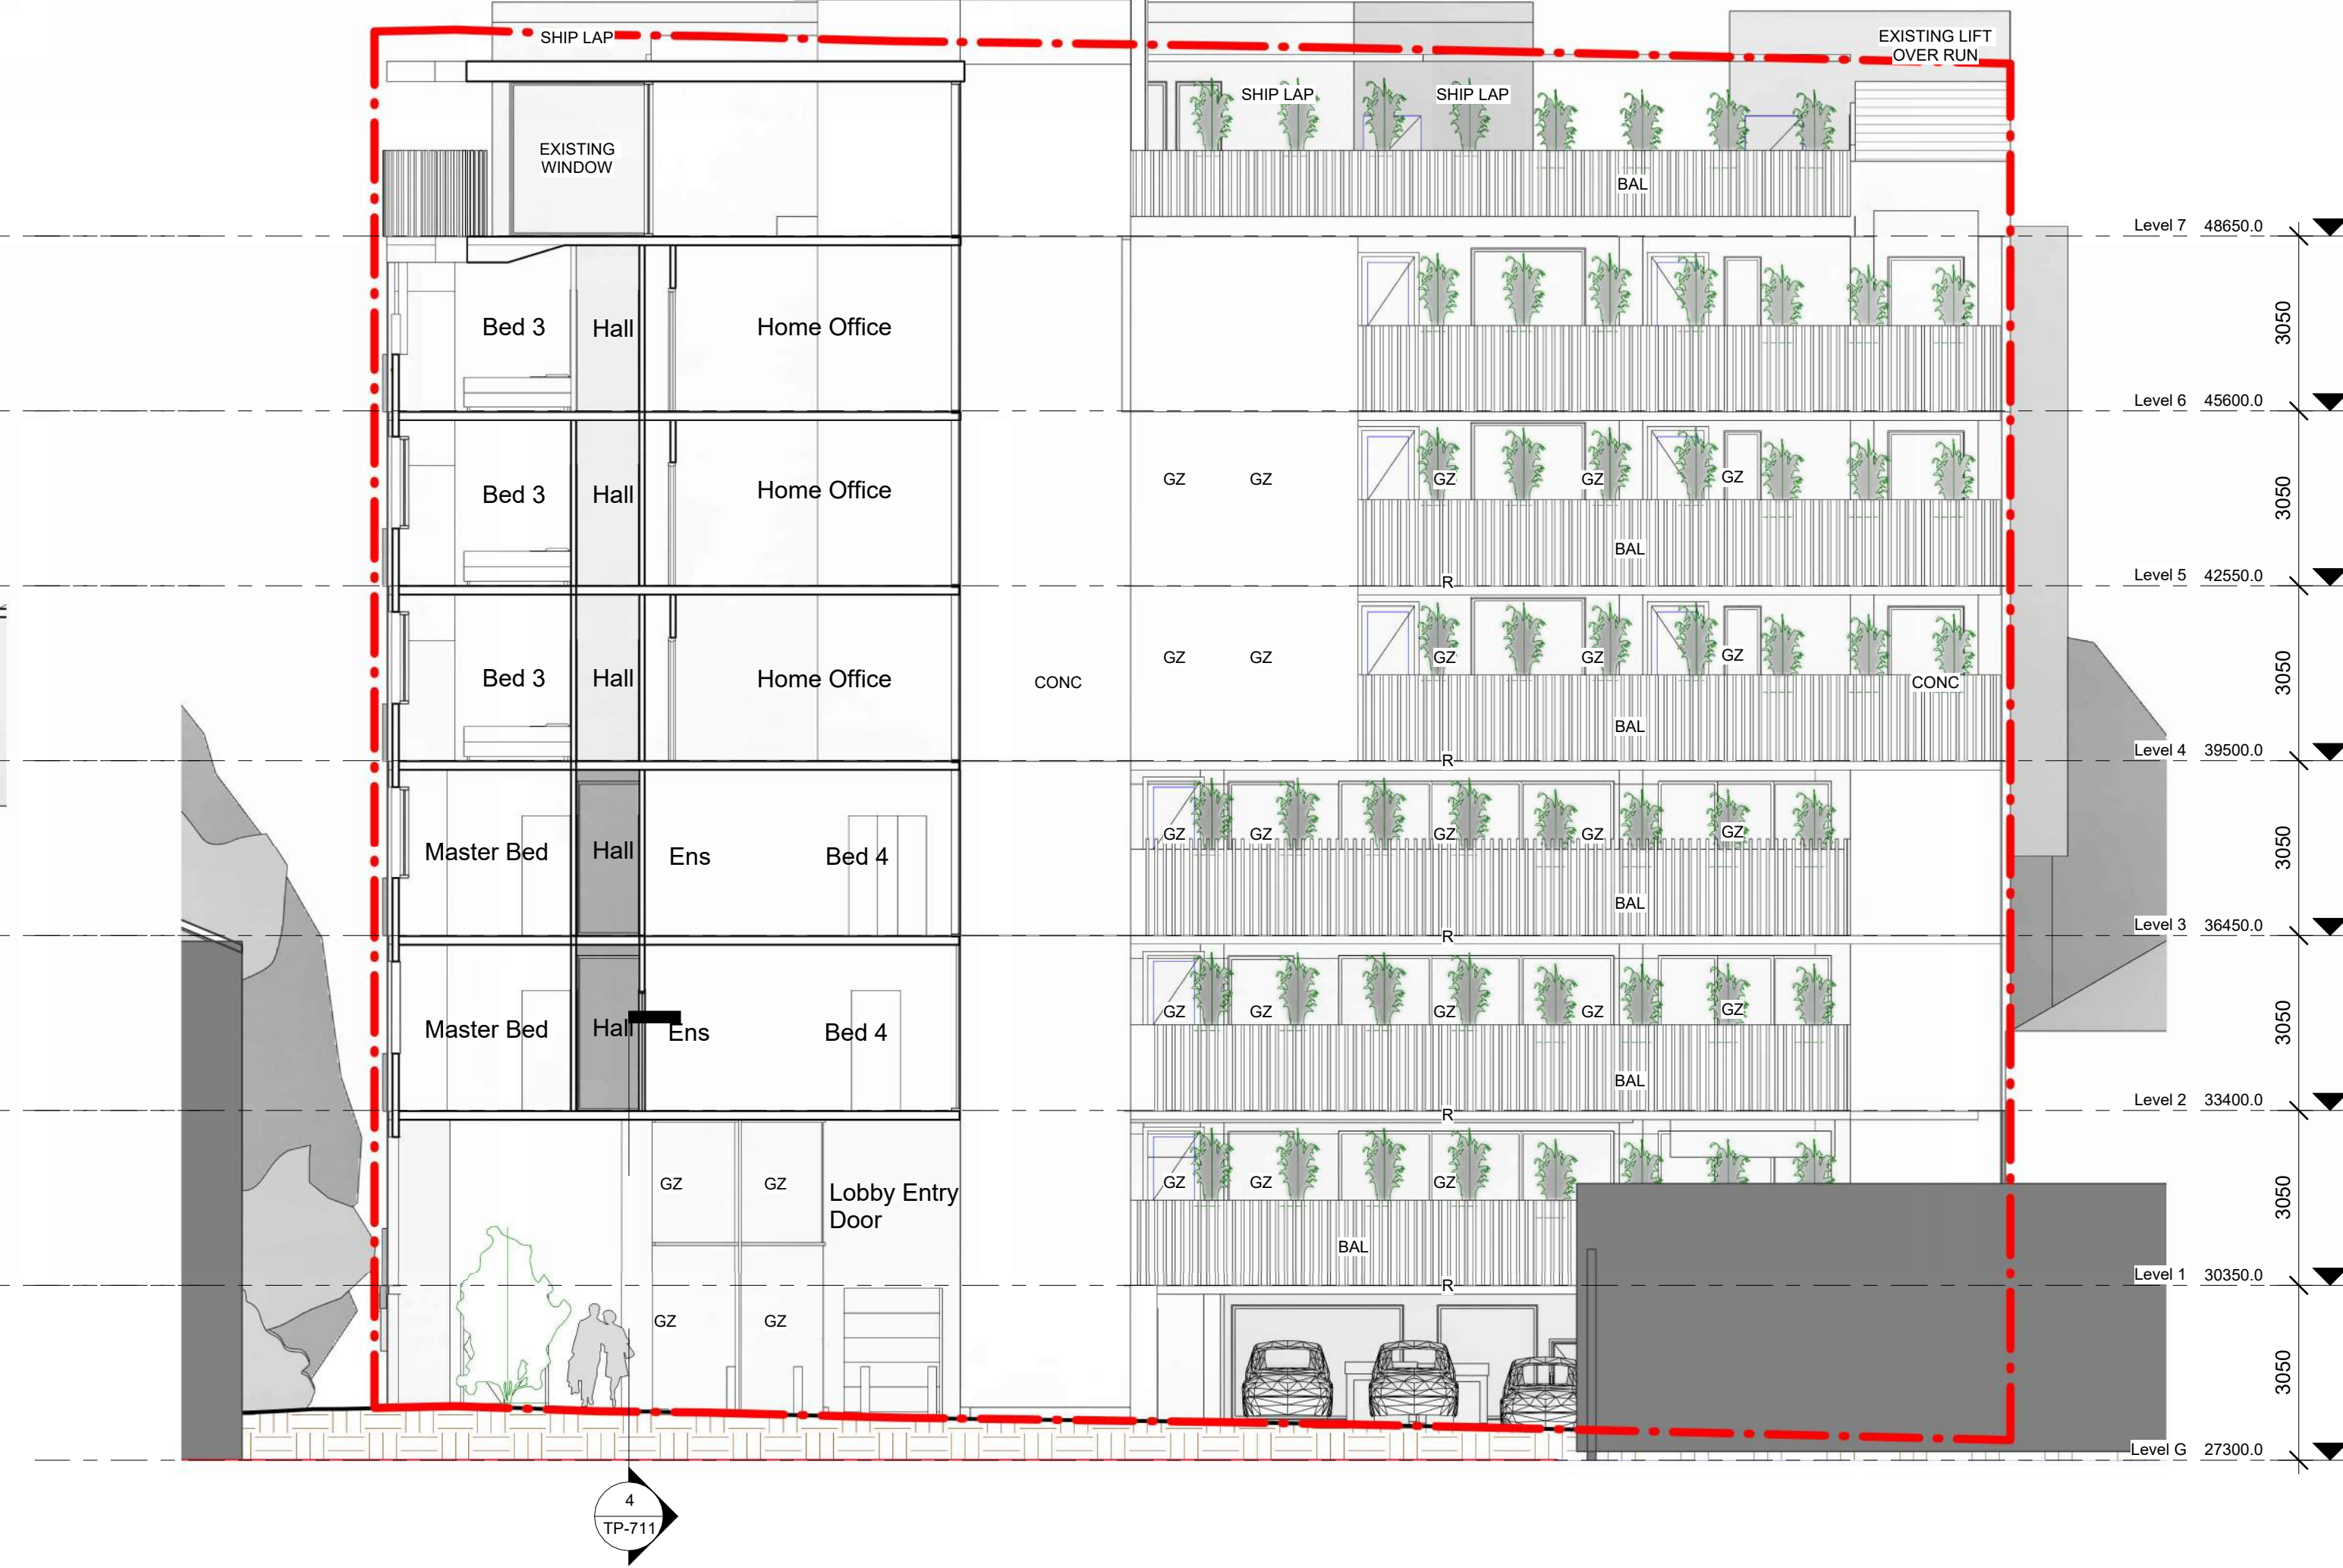 SHIP LAP
EXISTING LIFT
OVER RUN
SHIP LAP
SHIP LAP
EXISTING
WINDOW
BAL
Level 7 48650.0
Bed 3
Hall
Home Office
3050
Level 6 45600.0
Bed 3
Hall
Home Office
GZ
GZ
GZ
GZ
GZ
3050
BAL
R
Level 5 42550.0
Bed 3
Hall
Home Office
CONC
GZ
GZ
GZ
GZ
GZ
CONC
3050
BAL
R
Level 4 39500.0
Master Bed
Hall
Ens
Bed 4
GZ
GZ
GZ
GZ
GZ
3050
BAL
R
Level 3 36450.0
Master Bed
Hall
Ens
Bed 4
GZ
GZ
GZ
GZ
GZ
3050
BAL
R
Level 2 33400.0
GZ
GZ
Lobby Entry
Door
GZ
GZ
GZ
3050
BAL
R
Level 1 30350.0
GZ
GZ
3050
Level G 27300.0
4
TP-711